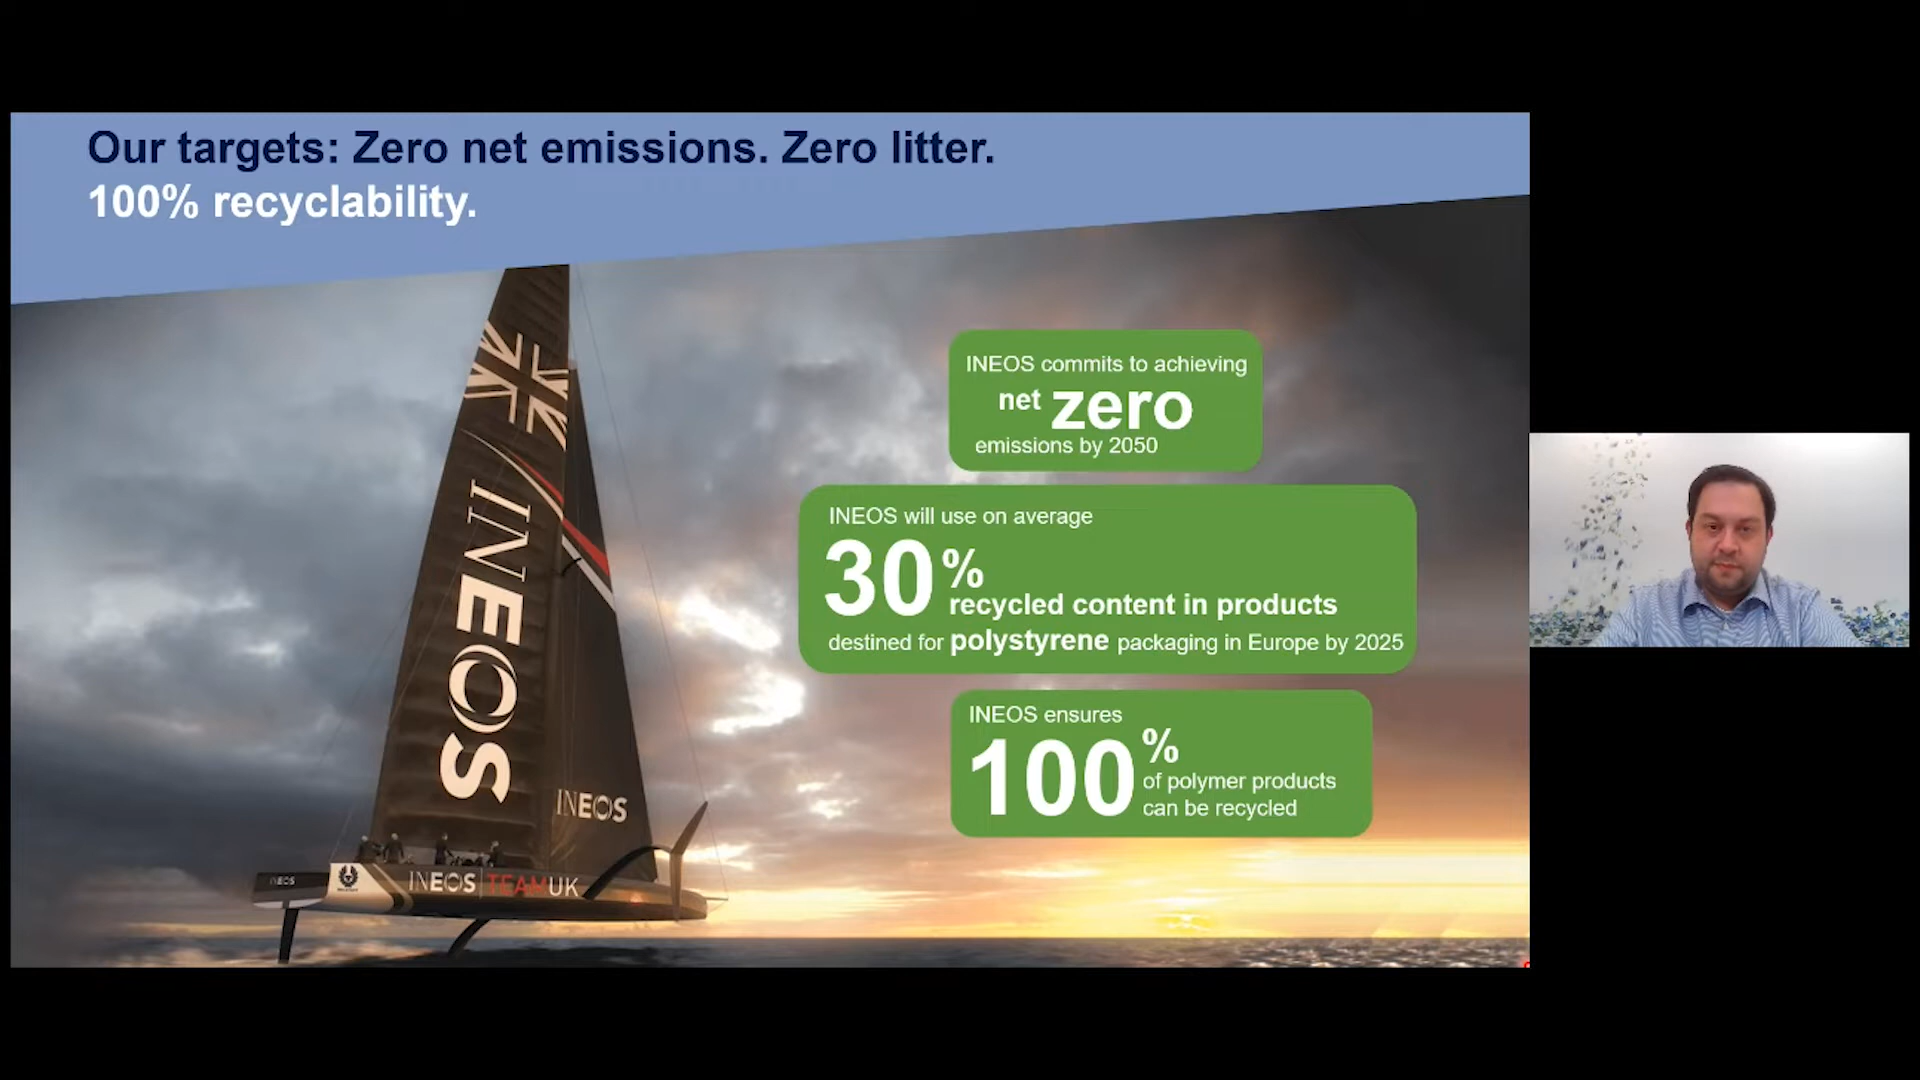 Our targets: Zero net emissions. Zero litter.
100% recyclability.
INEOS commits to achieving
net zero
emissions by 2050
INEOS will use on average
30%
recycled content in products
destined for polystyrene packaging in Europe by 2025
INEOS ensures
100%
of polymer products
can be recycled
INEOS
INEOS
INEOS
INEOS TEAM UK